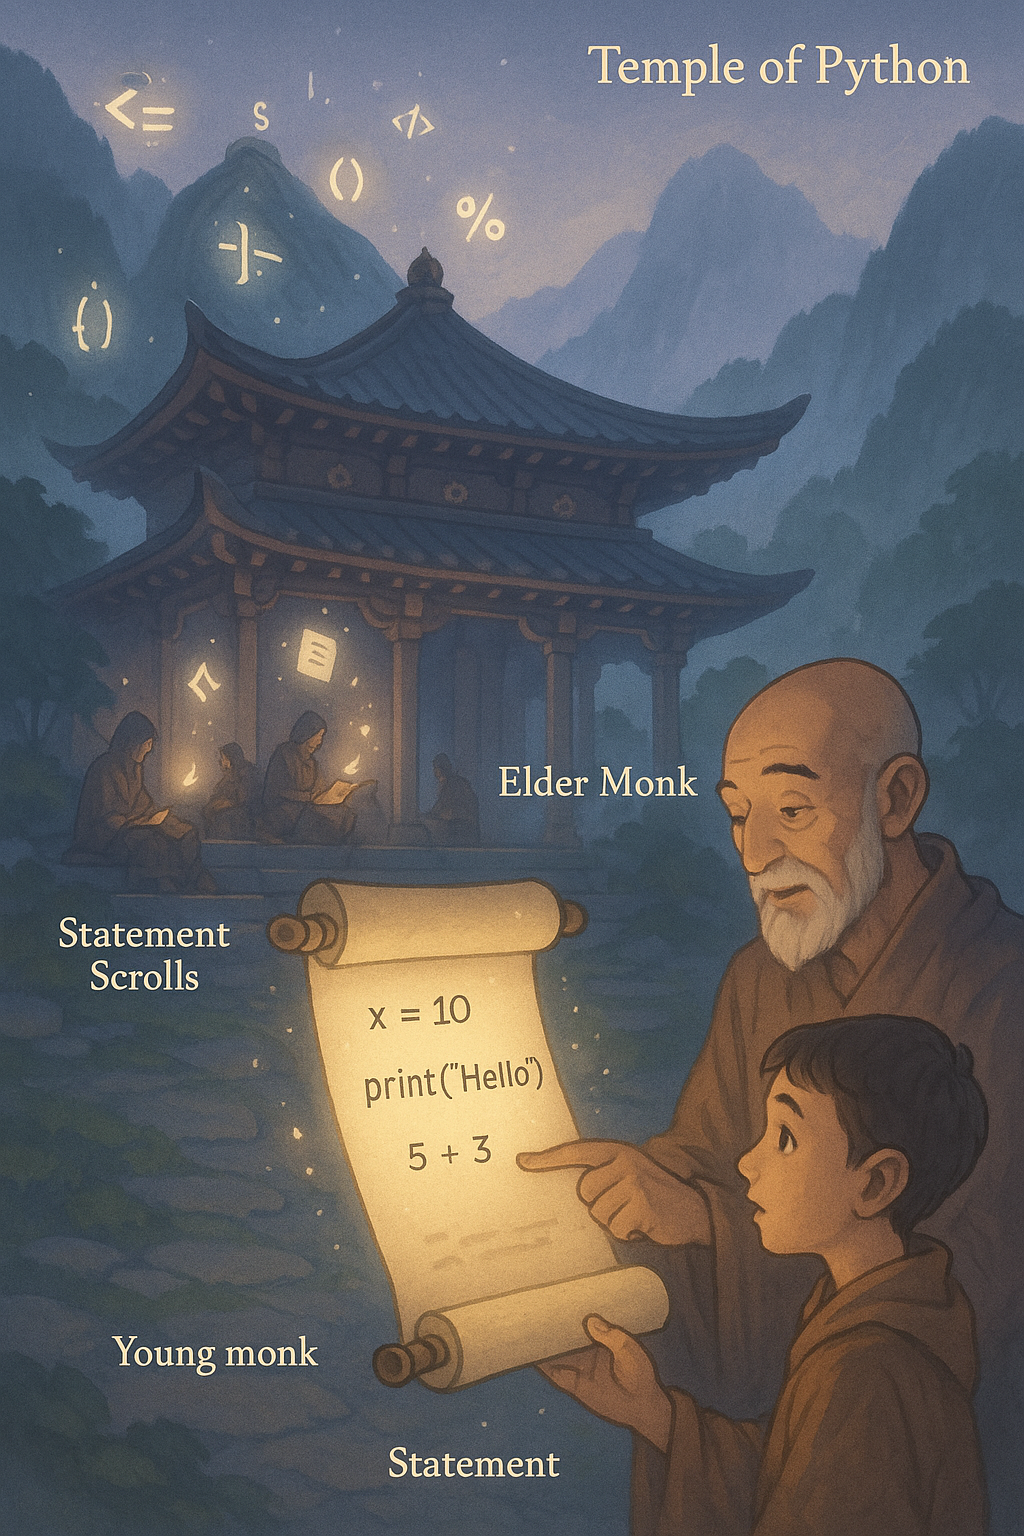 Temple of Python
<=
s
</>
()
%
Elder Monk
Statement
Scrolls
x = 10
print("Hello")
5 + 3
Young monk
Statement